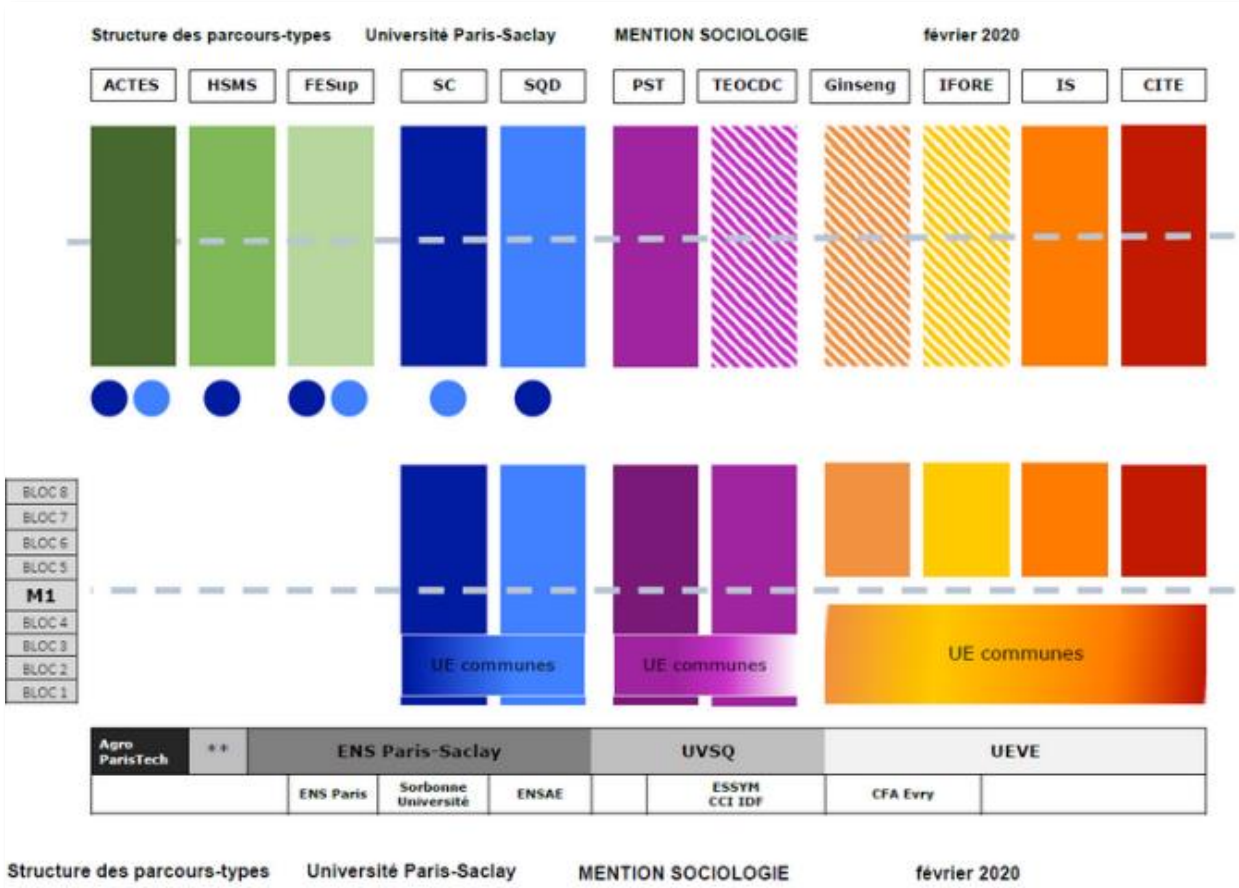 Structure des parcours-types Université Paris-Saclay MENTION SOCIOLOGIE février 2020
ACTES HSMS FESup SC SQD PST TEOCDC Ginseng IFORE IS CITE
BLOC 8
BLOC 7
BLOC 6
BLOC 5
M1
BLOC 4
BLOC 3
BLOC 2
BLOC 1
UE communes
UE communes
UE communes
Agro
ParisTech
**
ENS Paris-Saclay
UVSQ
UEVE
ENS Paris
Sorbonne
Université
ENSAE
ESSYM
CCI IDF
CFA Evry
Structure des parcours-types Université Paris-Saclay MENTION SOCIOLOGIE février 2020